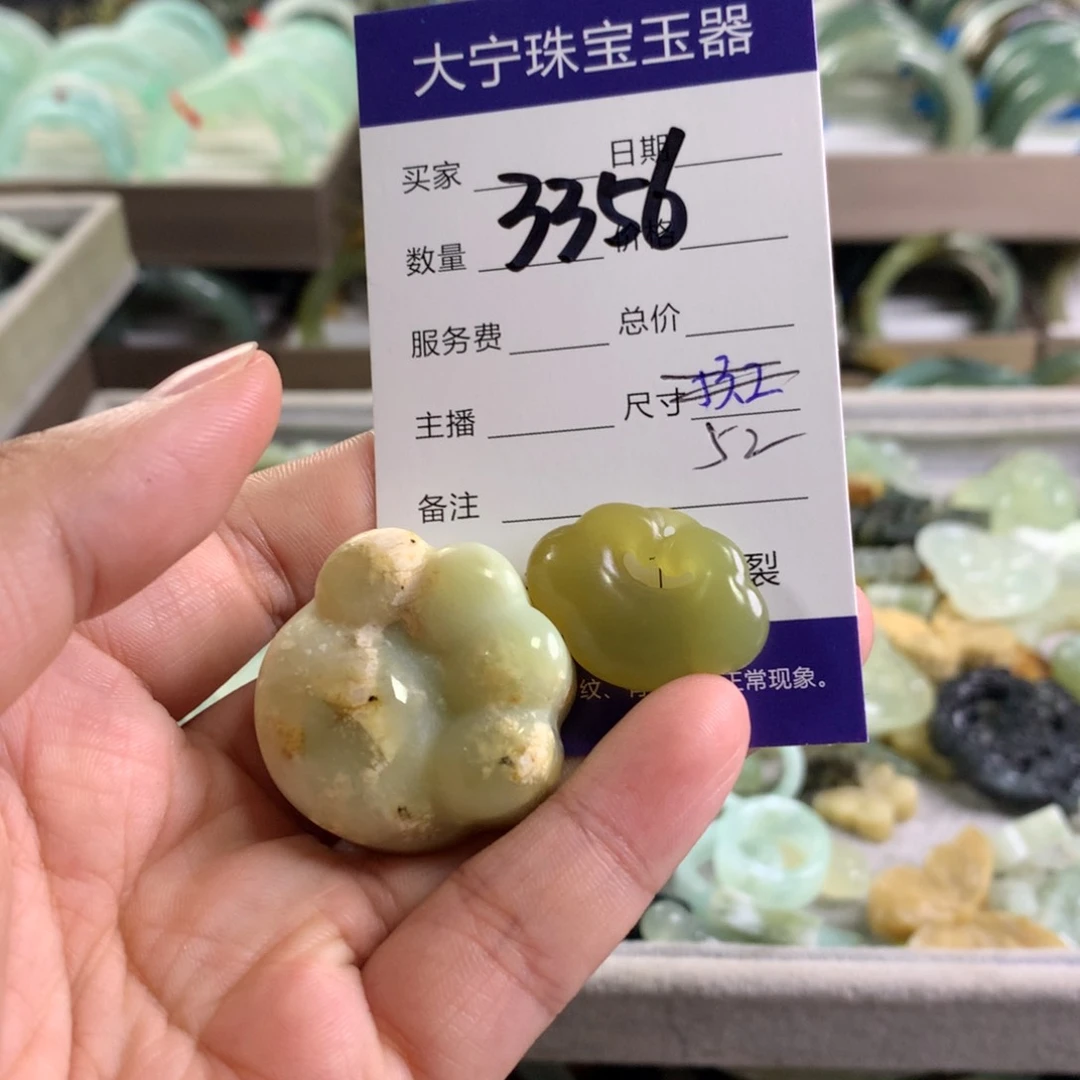 大宁珠宝玉器
买家 日期
3356
数量 价格
服务费 总价
主播 尺寸
52
备注
裂
纹、 正常现象。